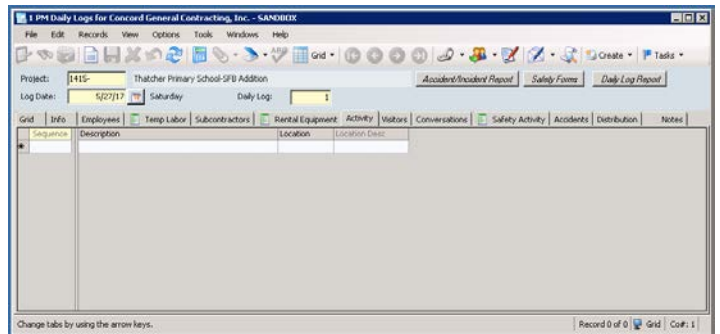 1 PM Daily Logs for Concord General Contracting, Inc. - SANDBOX
File Edit Records View Options Tools Windows Help
Grid Create Tasks
Project: 1415- Thatcher Primary School-SFB Addition Accident/Incident Report Safety Forms Daily Log Report
Log Date: 5/27/17 Saturday Daily Log: 1
Grid Info Employees Temp Labor Subcontractors Rental Equipment Activity Visitors Conversations Safety Activity Accidents Distribution Notes
Sequence Description Location Location Desc
Change tabs by using the arrow keys. Record 0 of 0 Grid Co#: 1